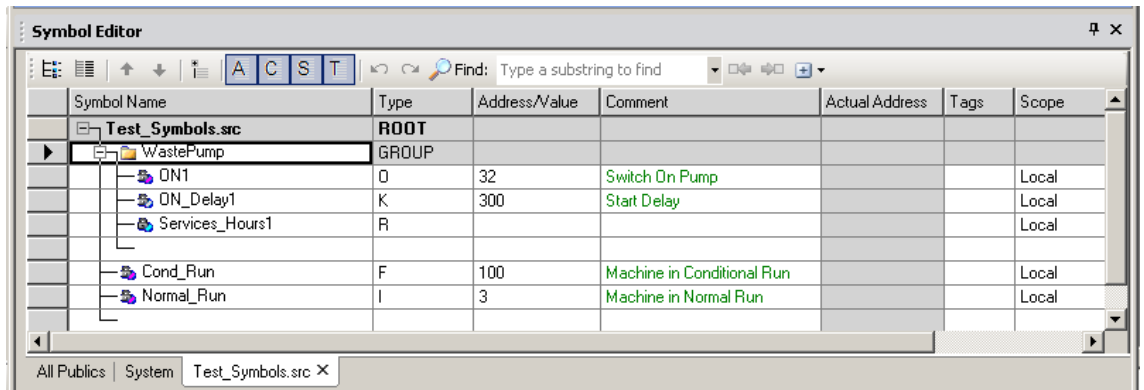 Symbol Editor
A C S T Find: Type a substring to find
Symbol Name Type Address/Value Comment Actual Address Tags Scope
Test_Symbols.src ROOT
WastePump GROUP
ON1 O 32 Switch On Pump Local
ON_Delay1 K 300 Start Delay Local
Services_Hours1 R Local
Cond_Run F 100 Machine in Conditional Run Local
Normal_Run I 3 Machine in Normal Run Local
All Publics System Test_Symbols.src